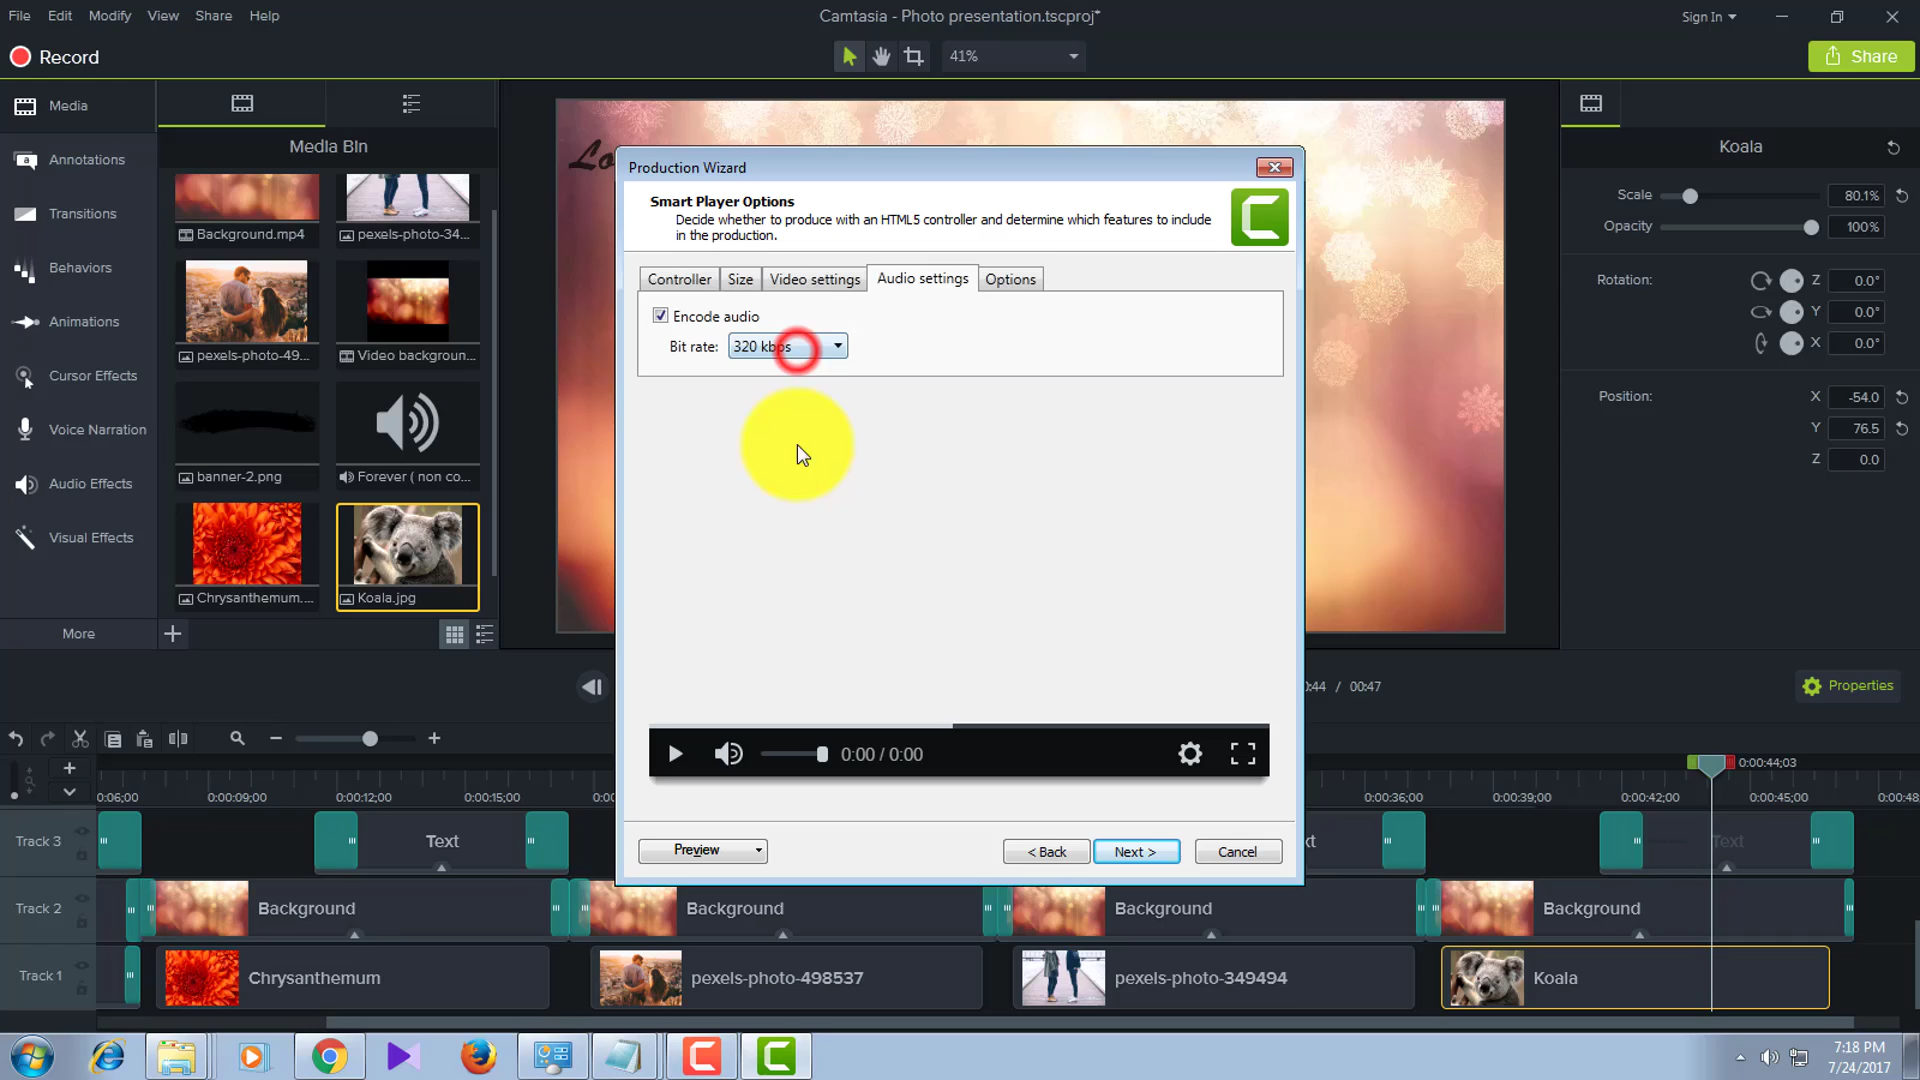 File Edit Modify View Share Help
Camtasia - Photo presentation.tscproj*
Sign In
Record
41%
Share
Media
Annotations
Transitions
Behaviors
Animations
Cursor Effects
Voice Narration
Audio Effects
Visual Effects
More
Media Bin
Background.mp4
pexels-photo-34...
pexels-photo-49...
Video backgroun...
banner-2.png
Forever ( non co...
Chrysanthemum....
Koala.jpg
Lo
Production Wizard
Smart Player Options
Decide whether to produce with an HTML5 controller and determine which features to include
in the production.
Controller Size Video settings Audio settings Options
Encode audio
Bit rate: 320 kbps
0:00 / 0:00
Preview
< Back
Next >
Cancel
Koala
Scale 80.1%
Opacity 100%
Rotation: Z 0.0°
Y 0.0°
X 0.0°
Position: X -54.0
Y 76.5
Z 0.0
:44 / 00:47
Properties
0:00:44;03
0:06;00 0:00:09;00 0:00:12;00 0:00:15;00 0:00:36;00 0:00:39;00 0:00:42;00 0:00:45;00 0:00:48
Track 3 Text Text
Track 2 Background Background Background Background
Track 1 Chrysanthemum pexels-photo-498537 pexels-photo-349494 Koala
7:18 PM
7/24/2017